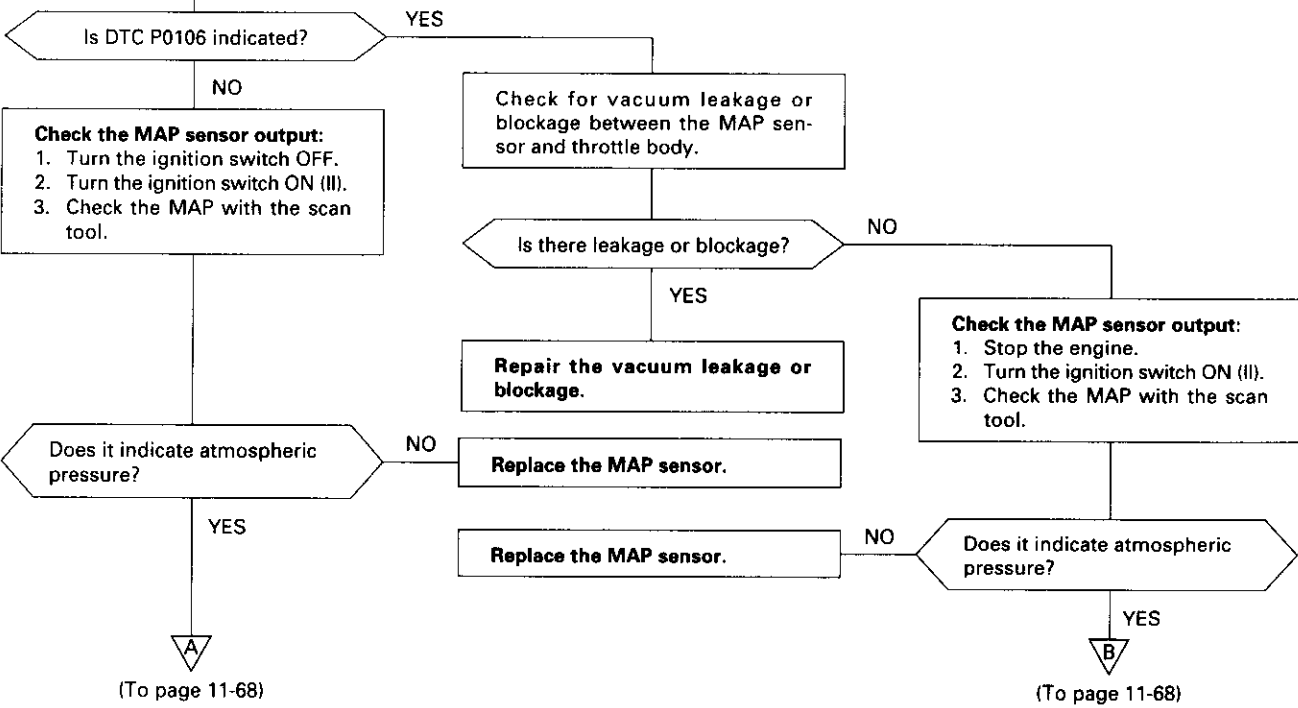 Is DTC P0106 indicated?
YES
NO
Check the MAP sensor output:
1. Turn the ignition switch OFF.
2. Turn the ignition switch ON (II).
3. Check the MAP with the scan
tool.
Check for vacuum leakage or
blockage between the MAP sen-
sor and throttle body.
Is there leakage or blockage?
NO
YES
Repair the vacuum leakage or
blockage.
Check the MAP sensor output:
1. Stop the engine.
2. Turn the ignition switch ON (II).
3. Check the MAP with the scan
tool.
Does it indicate atmospheric
pressure?
NO
Replace the MAP sensor.
YES
Replace the MAP sensor.
NO
Does it indicate atmospheric
pressure?
YES
A
(To page 11-68)
B
(To page 11-68)